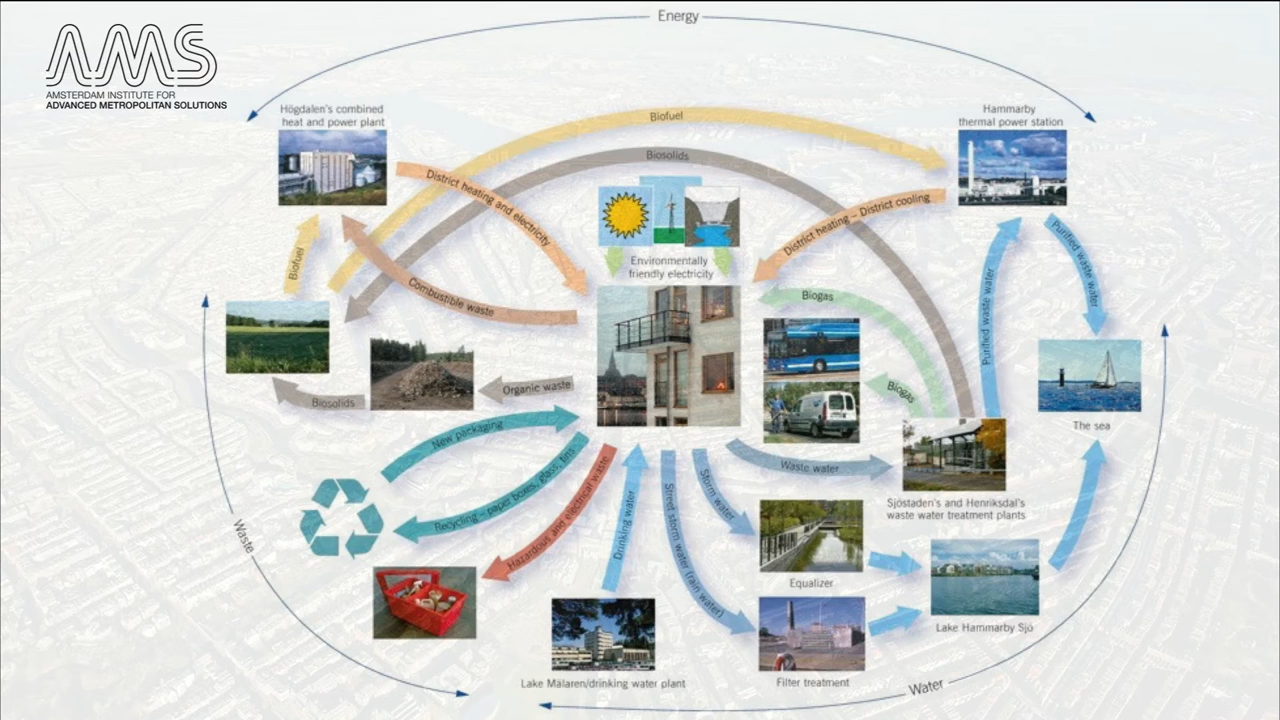 Energy
AMS
AMSTERDAM INSTITUTE FOR
ADVANCED METROPOLITAN SOLUTIONS
Högdalen's combined
heat and power plant
Hammarby
thermal power station
Biofuel
Biosolids
District heating and electricity
District heating – District cooling
Purified waste water
Environmentally
friendly electricity
Biofuel
Combustible waste
Biogas
Purified waste water
Organic waste
Biogas
Biosolids
The sea
New packaging
Waste water
Recycling – paper boxes, glass, tins
Hazardous and electrical waste
Drinking water
Street storm water (rain water)
Storm water
Sjöstaden's and Henriksdal's
waste water treatment plants
Waste
Equalizer
Lake Hammarby Sjö
Lake Mälaren/drinking water plant
Filter treatment
Water